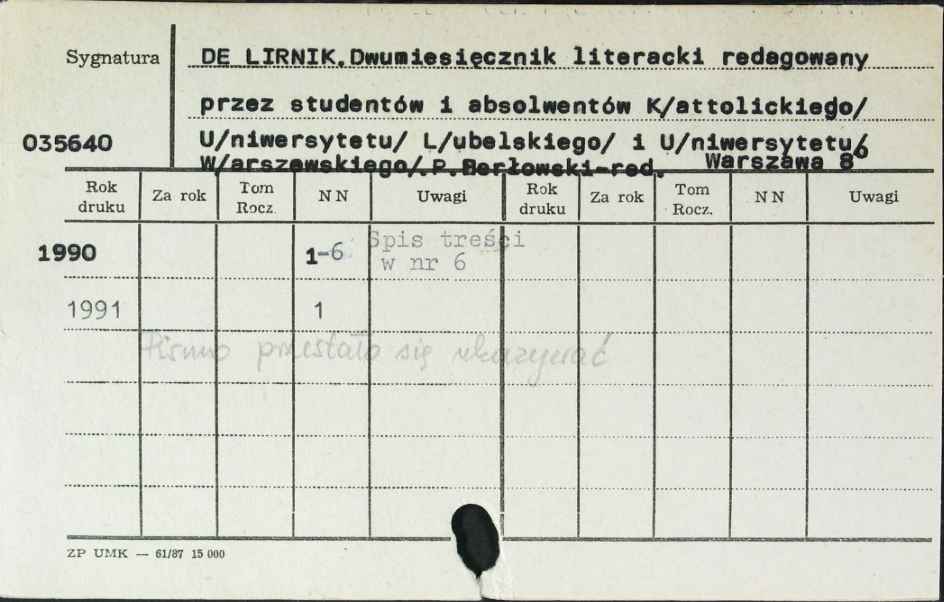 Sygnatura
DE LIRNIK.Dwumiesięcznik literacki redagowany
przez studentów i absolwentów K/attolickiego/
035640
U/niwersytetu/ L/ubelskiego/ i U/niwersytetu/
W/arszawskiego/.P.Berłowski-red. Warszawa 8°
Rok druku Za rok Tom Rocz. NN Uwagi Rok druku Za rok Tom Rocz. NN Uwagi
1990 1-6 Spis treści
w nr 6
1991 1
Pismo przestało się ukazywać
ZP UMK — 61/87 15 000